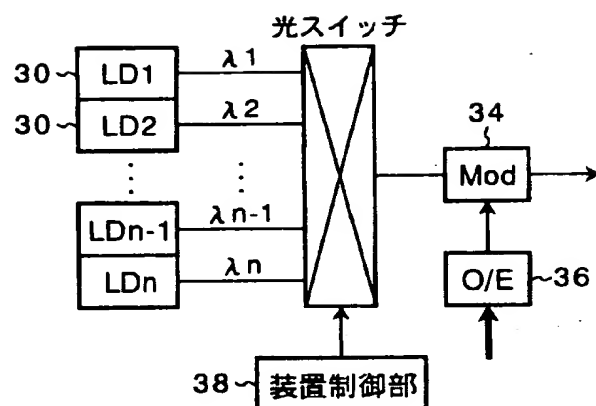 光スイッチ
30 LD1 λ1
30 LD2 λ2
34
Mod
LDn-1 λn-1
LDn λn
O/E 36
38 装置制御部